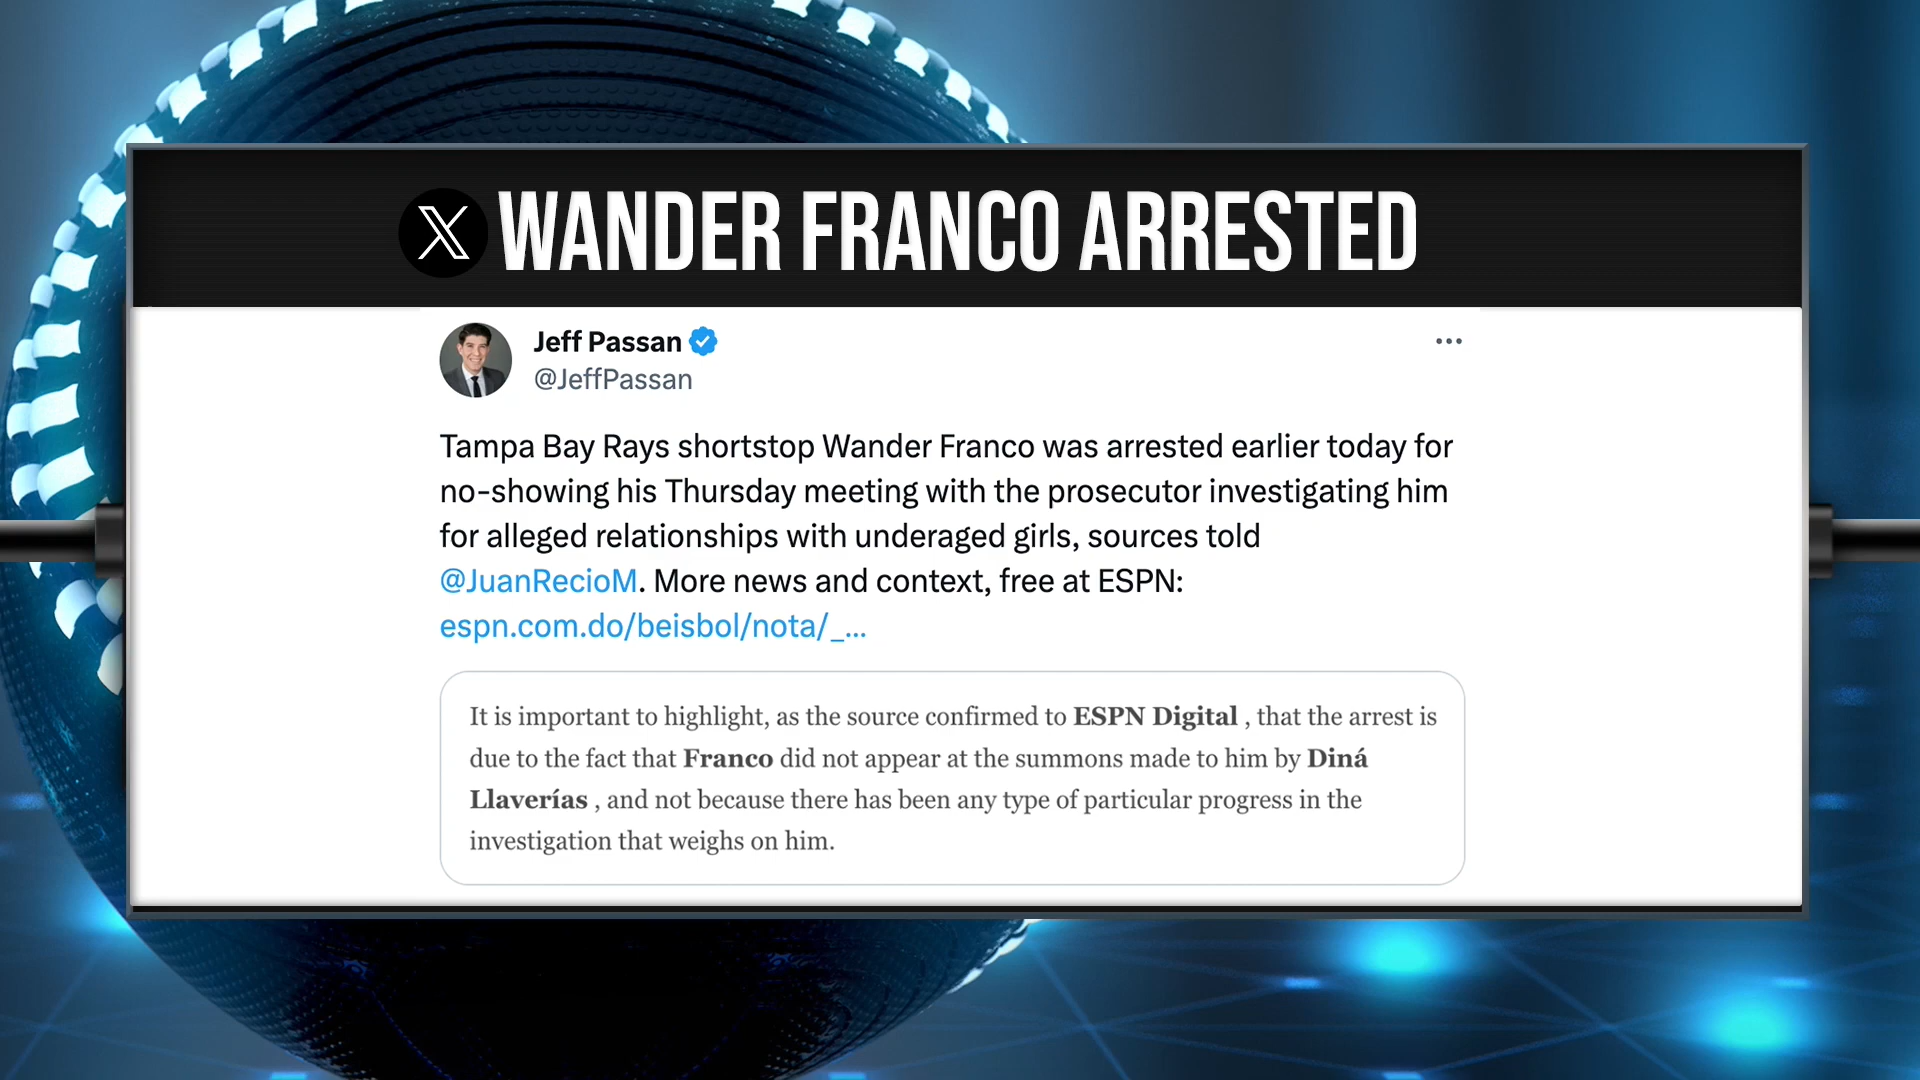 WANDER FRANCO ARRESTED
Jeff Passan
@JeffPassan
Tampa Bay Rays shortstop Wander Franco was arrested earlier today for
no-showing his Thursday meeting with the prosecutor investigating him
for alleged relationships with underaged girls, sources told
@JuanRecioM. More news and context, free at ESPN:
espn.com.do/beisbol/nota/_...
It is important to highlight, as the source confirmed to ESPN Digital , that the arrest is
due to the fact that Franco did not appear at the summons made to him by Diná
Llaverías , and not because there has been any type of particular progress in the
investigation that weighs on him.